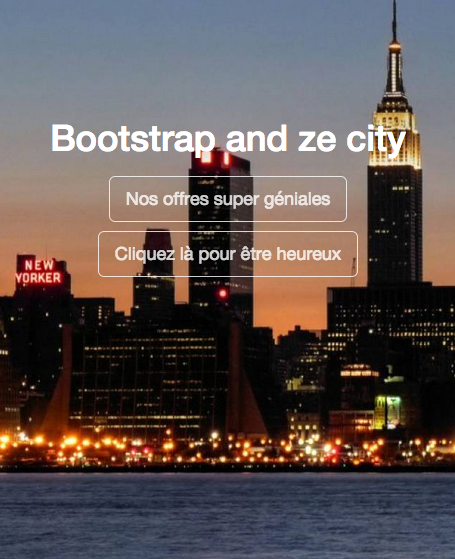 Bootstrap and ze city
Nos offres super géniales
Cliquez là pour être heureux
NEW
YORKER